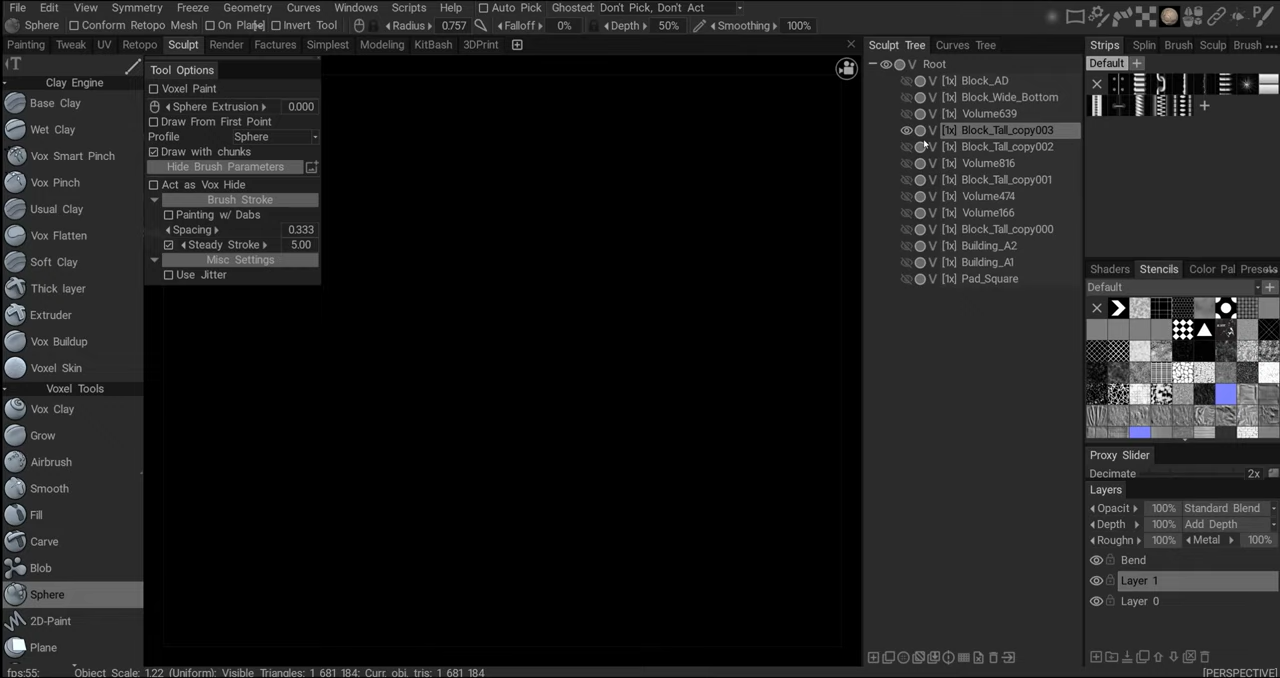 File Edit View Symmetry Freeze Geometry Curves Windows Scripts Help Auto Pick Ghosted: Don't Pick, Don't Act
Sphere Conform Retopo Mesh On Plane Invert Tool Radius 0.757 Falloff 0% Depth 50% Smoothing 100%
Painting Tweak UV Retopo Sculpt Render Factures Simplest Modeling KitBash 3DPrint
Sculpt Tree Curves Tree
Strips Splin Brush Sculp Brush
Tool Options
Voxel Paint
Sphere Extrusion 0.000
Draw From First Point
Profile Sphere
Draw with chunks
Hide Brush Parameters
Act as Vox Hide
Brush Stroke
Painting w/ Dabs
Spacing 0.333
Steady Stroke 5.00
Misc Settings
Use Jitter
Clay Engine
Base Clay
Wet Clay
Vox Smart Pinch
Vox Pinch
Usual Clay
Vox Flatten
Soft Clay
Thick layer
Extruder
Vox Buildup
Voxel Skin
Voxel Tools
Vox Clay
Grow
Airbrush
Smooth
Fill
Carve
Blob
Sphere
2D-Paint
Plane
Root
V [1x] Block_AD
V [1x] Block_Wide_Bottom
V [1x] Volume639
V [1x] Block_Tall_copy003
V [1x] Block_Tall_copy002
V [1x] Volume816
V [1x] Block_Tall_copy001
V [1x] Volume474
V [1x] Volume166
V [1x] Block_Tall_copy000
V [1x] Building_A2
V [1x] Building_A1
V [1x] Pad_Square
Default
Shaders Stencils Color Pal Presets
Default
Proxy Slider
Decimate 2x
Layers
Opacit 100% Standard Blend
Depth 100% Add Depth
Roughn 100% Metal 100%
Bend
Layer 1
Layer 0
fps:55; Object Scale: 1.22 (Uniform); Visible Triangles: 1 681 184; Curr. obj. tris: 1 681 184;
[PERSPECTIVE]